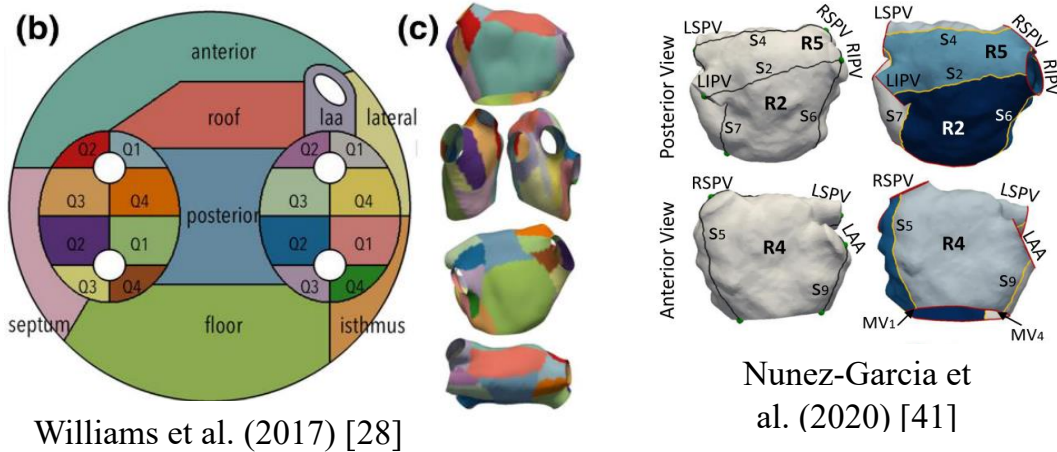 (b)
anterior
roof
laa
lateral
Q2 Q1
Q2 Q1
Q3 Q4
posterior
Q3 Q4
Q2 Q1
Q2 Q1
Q3 Q4
Q3 Q4
septum
floor
isthmus
(c)
Williams et al. (2017) [28]
Posterior View
LSPV
RSPV
S4
R5
RIPV
S2
LIPV
R2
S7
S6
LSPV
RSPV
S4
R5
RIPV
S2
LIPV
R2
S7
S6
Anterior View
RSPV
LSPV
S5
R4
LAA
S9
RSPV
LSPV
S5
R4
LAA
S9
MV1
MV4
Nunez-Garcia et
al. (2020) [41]